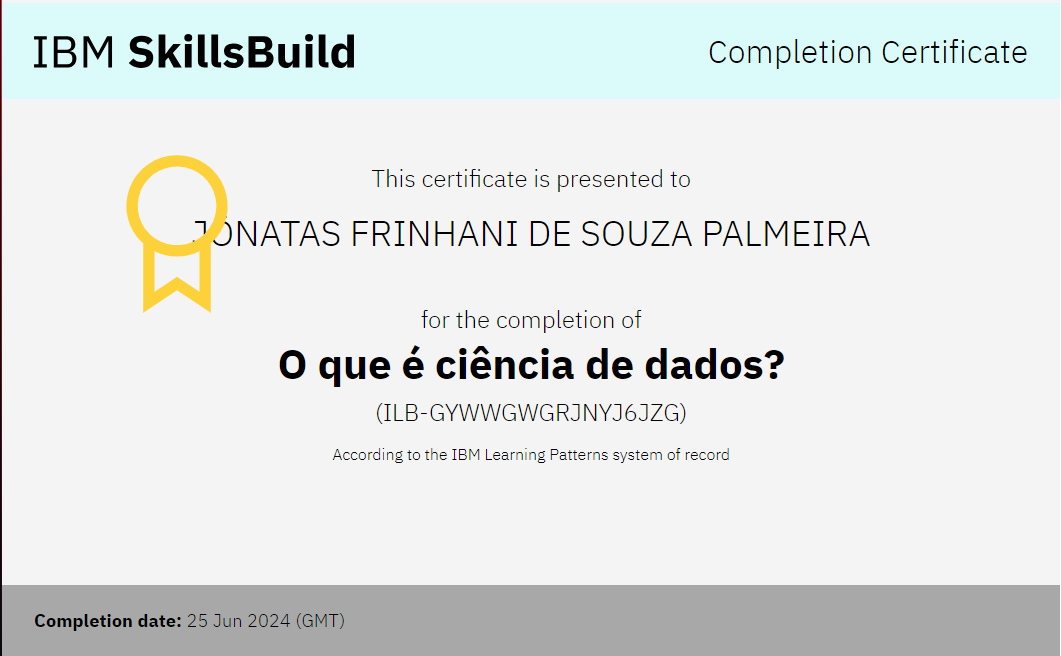 IBM SkillsBuild
Completion Certificate
This certificate is presented to
JÔNATAS FRINHANI DE SOUZA PALMEIRA
for the completion of
O que é ciência de dados?
(ILB-GYWWGWGRJNYJ6JZG)
According to the IBM Learning Patterns system of record
Completion date: 25 Jun 2024 (GMT)